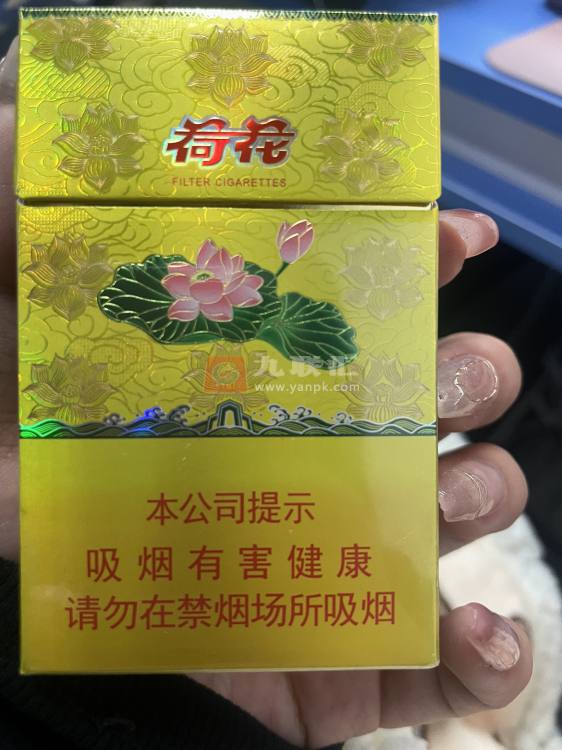 荷花
FILTER CIGARETTES
九联汇
www.yanpk.com
本公司提示
吸烟有害健康
请勿在禁烟场所吸烟